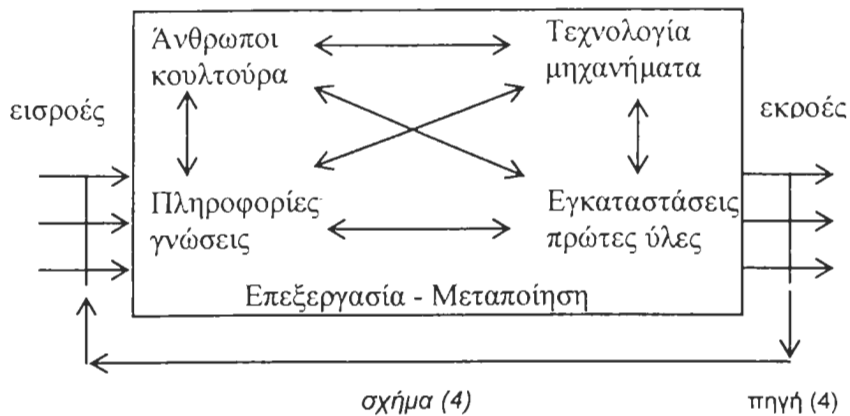 Άνθρωποι
κουλτούρα
Τεχνολογία
μηχανήματα
εισροές
εκροές
Πληροφορίες
γνώσεις
Εγκαταστάσεις
πρώτες ύλες
Επεξεργασία - Μεταποίηση
σχήμα (4)
πηγή (4)